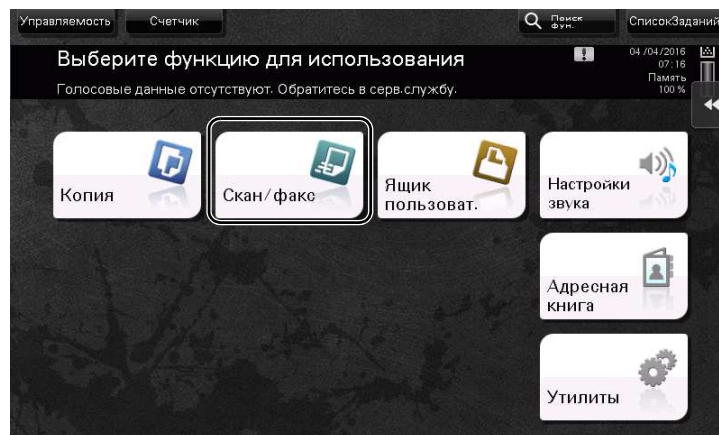 Управляемость
Счетчик
Поиск
фун.
СписокЗаданий
Выберите функцию для использования
04/04/2016
07:16
Голосовые данные отсутствуют. Обратитесь в серв.службу.
Память
100 %
Копия
Скан/факс
Ящик
пользоват.
Настройки
звука
Адресная
книга
Утилиты